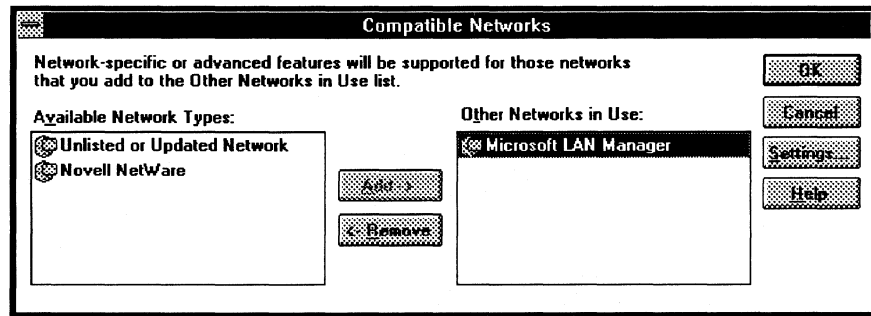 Compatible Networks
Network-specific or advanced features will be supported for those networks
that you add to the Other Networks in Use list.
Available Network Types:
Unlisted or Updated Network
Novell NetWare
Add ->
<- Remove
Other Networks in Use:
Microsoft LAN Manager
OK
Cancel
Settings...
Help